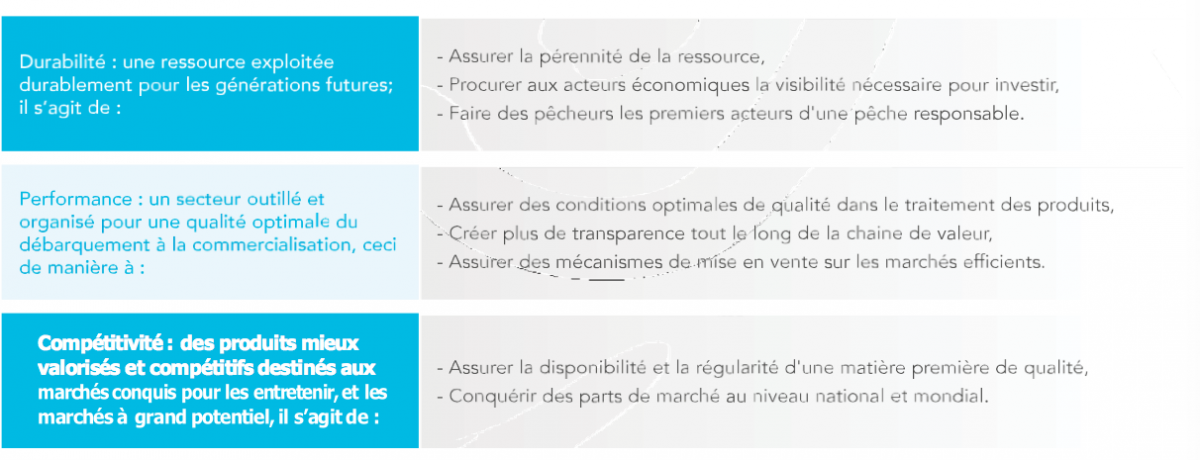 Durabilité : une ressource exploitée
durablement pour les générations futures;
il s'agit de :
- Assurer la pérennité de la ressource,
- Procurer aux acteurs économiques la visibilité nécessaire pour investir,
- Faire des pêcheurs les premiers acteurs d'une pêche responsable.
Performance : un secteur outillé et
organisé pour une qualité optimale du
débarquement à la commercialisation, ceci
de manière à :
- Assurer des conditions optimales de qualité dans le traitement des produits,
- Créer plus de transparence tout le long de la chaine de valeur,
- Assurer des mécanismes de mise en vente sur les marchés efficients.
Compétitivité : des produits mieux
valorisés et compétitifs destinés aux
marchés conquis pour les entretenir, et les
marchés à grand potentiel, il s'agit de :
- Assurer la disponibilité et la régularité d'une matière première de qualité,
- Conquérir des parts de marché au niveau national et mondial.